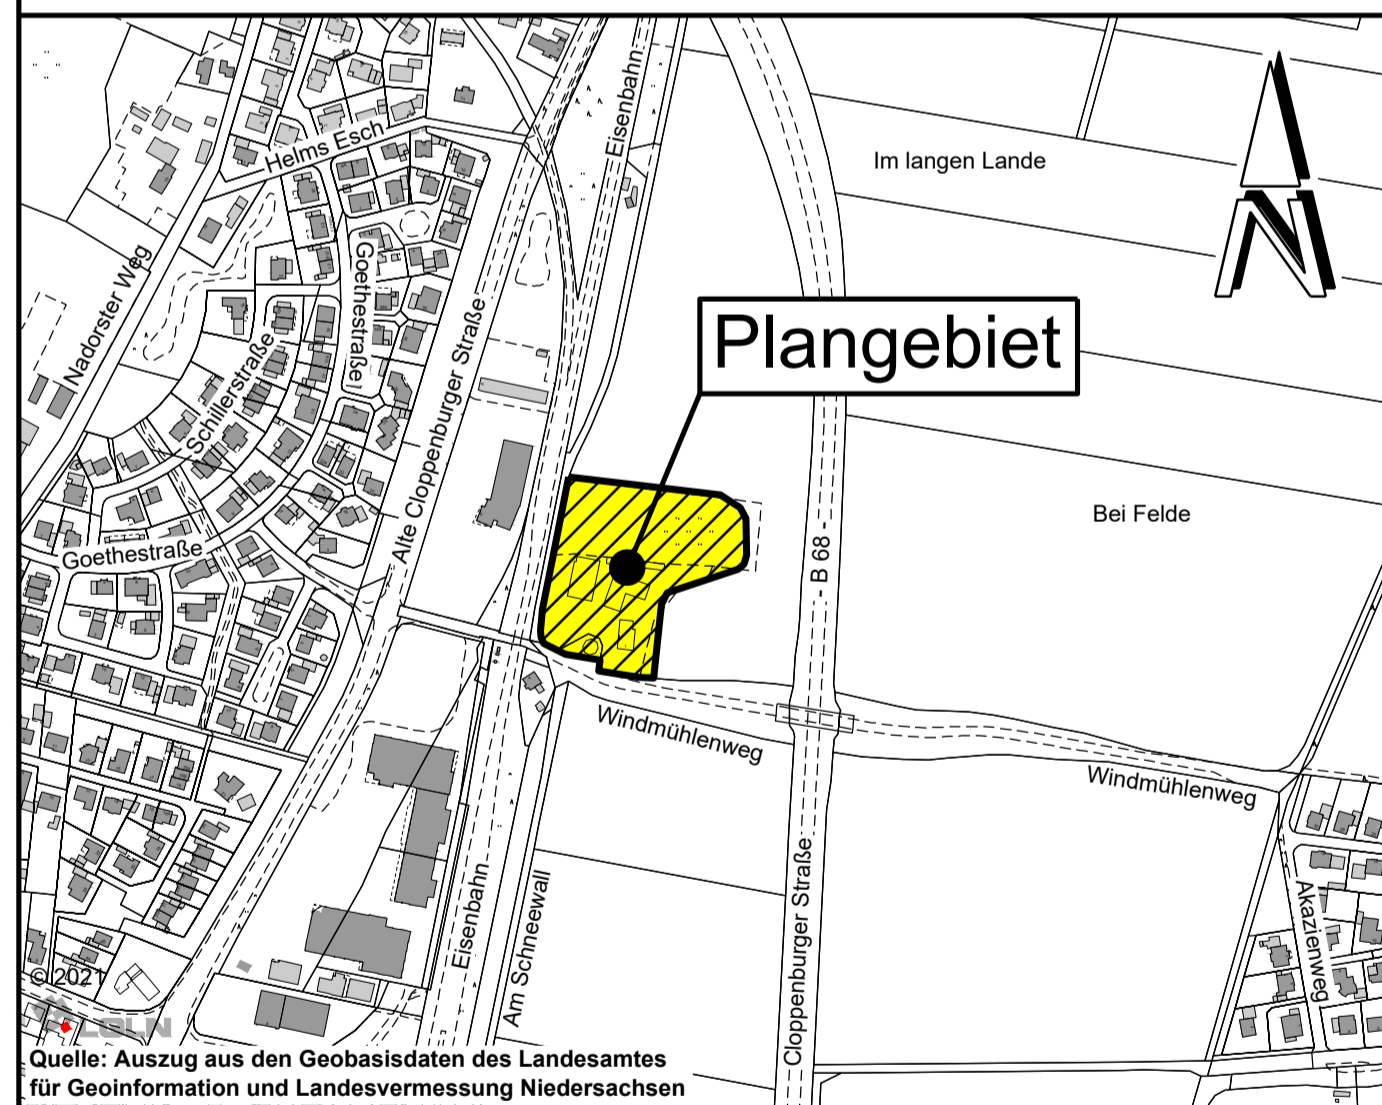 Helms Esch
Eisenbahn
Im langen Lande
N
Nadorster Weg
Goethestraße
Schillerstraße
Alte Cloppenburger Straße
Plangebiet
Goethestraße
Bei Felde
- B 68 -
Windmühlenweg
Windmühlenweg
Eisenbahn
Am Schneewall
Cloppenburger Straße
Akazienweg
© 2021
LGLN
Quelle: Auszug aus den Geobasisdaten des Landesamtes
für Geoinformation und Landesvermessung Niedersachsen